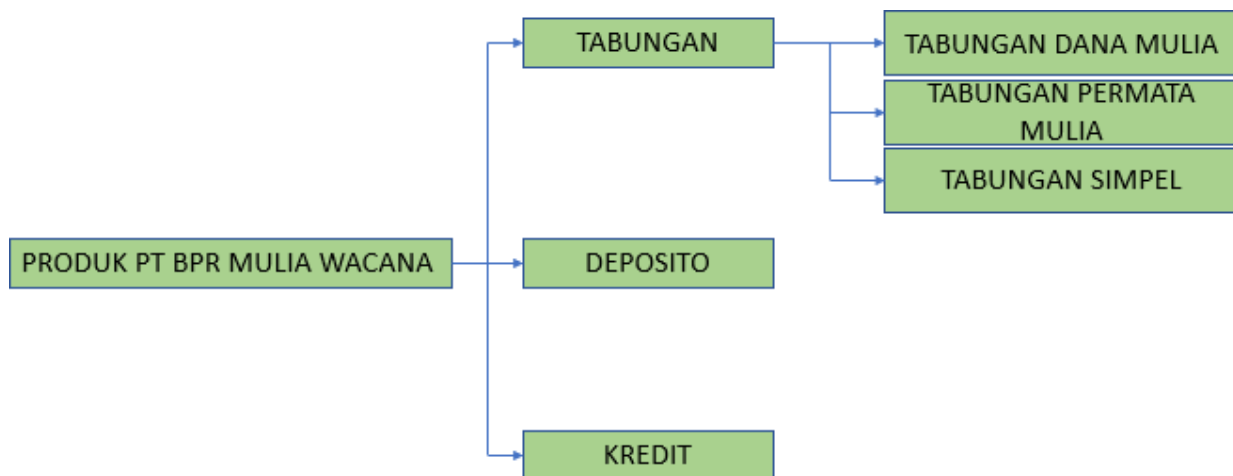 TABUNGAN
TABUNGAN DANA MULIA
TABUNGAN PERMATA
MULIA
TABUNGAN SIMPEL
PRODUK PT BPR MULIA WACANA
DEPOSITO
KREDIT